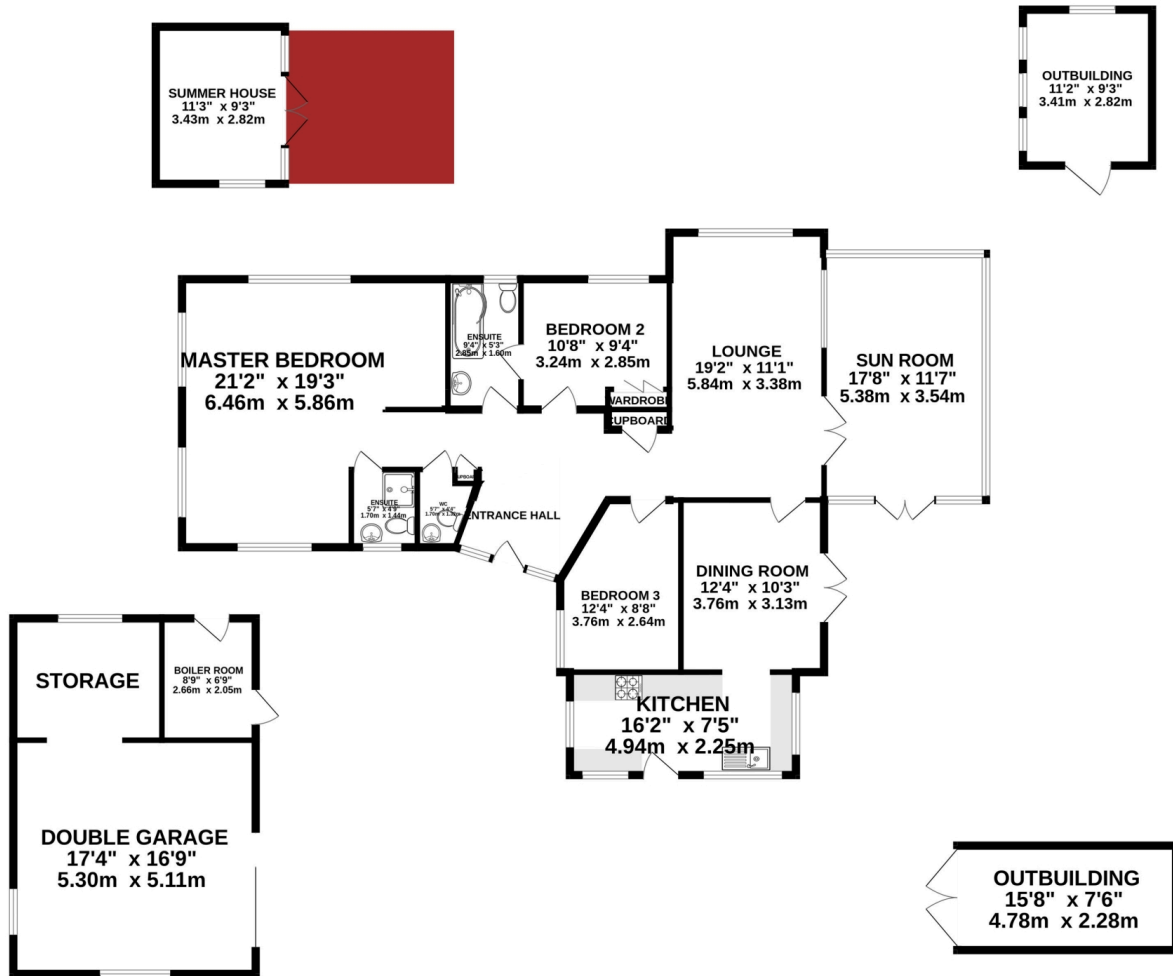 SUMMER HOUSE
11'3" x 9'3"
3.43m x 2.82m
OUTBUILDING
11'2" x 9'3"
3.41m x 2.82m
MASTER BEDROOM
21'2" x 19'3"
6.46m x 5.86m
ENSUITE
9'4" x 5'3"
2.85m x 1.60m
BEDROOM 2
10'8" x 9'4"
3.24m x 2.85m
WARDROBE
CUPBOARD
LOUNGE
19'2" x 11'1"
5.84m x 3.38m
SUN ROOM
17'8" x 11'7"
5.38m x 3.54m
ENSUITE
5'7" x 4'9"
1.70m x 1.44m
WC
ENTRANCE HALL
BEDROOM 3
12'4" x 8'8"
3.76m x 2.64m
DINING ROOM
12'4" x 10'3"
3.76m x 3.13m
STORAGE
BOILER ROOM
8'9" x 6'9"
2.66m x 2.05m
KITCHEN
16'2" x 7'5"
4.94m x 2.25m
DOUBLE GARAGE
17'4" x 16'9"
5.30m x 5.11m
OUTBUILDING
15'8" x 7'6"
4.78m x 2.28m